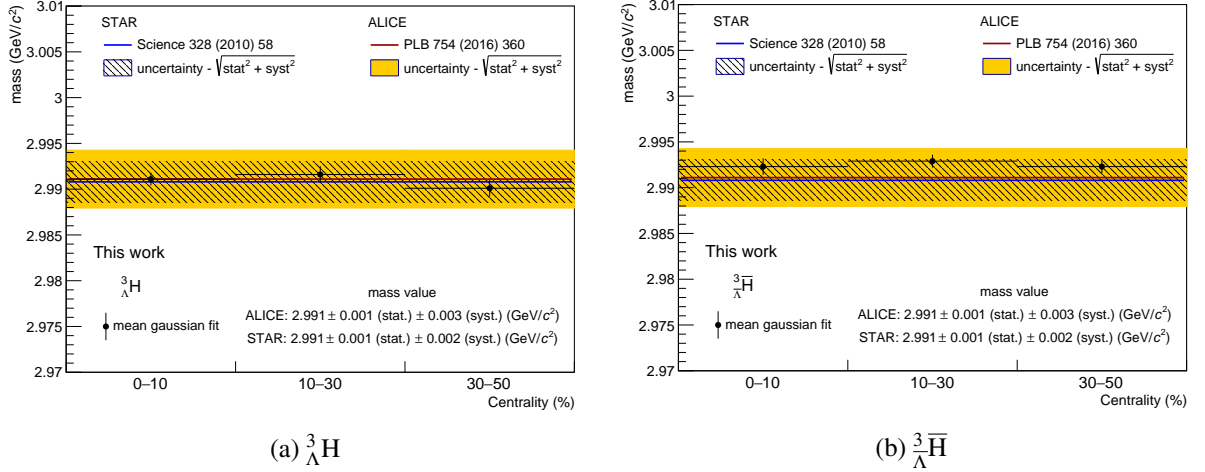 STAR ALICE
Science 328 (2010) 58 PLB 754 (2016) 360
uncertainty - √(stat² + syst²) uncertainty - √(stat² + syst²)
mass (GeV/c²)
3.01
3.005
3
2.995
2.99
2.985
2.98
2.975
2.97
This work
³ΛH
mean gaussian fit
mass value
ALICE: 2.991 ± 0.001 (stat.) ± 0.003 (syst.) (GeV/c²)
STAR: 2.991 ± 0.001 (stat.) ± 0.002 (syst.) (GeV/c²)
0–10 10–30 30–50
Centrality (%)
(a) ³ΛH
STAR ALICE
Science 328 (2010) 58 PLB 754 (2016) 360
uncertainty - √(stat² + syst²) uncertainty - √(stat² + syst²)
mass (GeV/c²)
3.01
3.005
3
2.995
2.99
2.985
2.98
2.975
2.97
This work
³Λ̅H̅
mean gaussian fit
mass value
ALICE: 2.991 ± 0.001 (stat.) ± 0.003 (syst.) (GeV/c²)
STAR: 2.991 ± 0.001 (stat.) ± 0.002 (syst.) (GeV/c²)
0–10 10–30 30–50
Centrality (%)
(b) ³Λ̅H̅